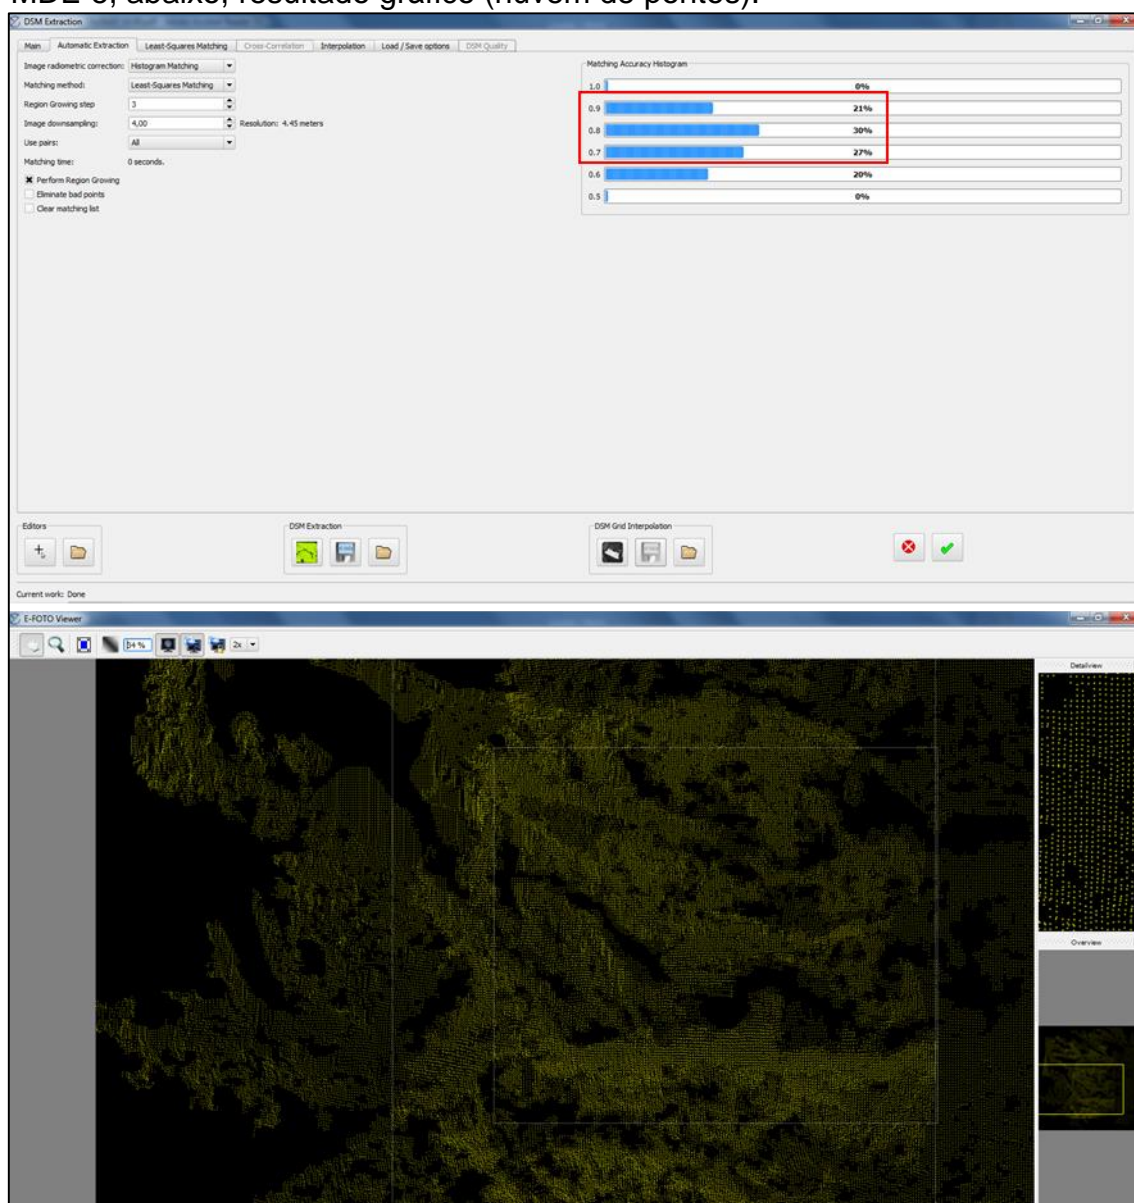 MDE e, abaixo, resultado gráfico (nuvem de pontos).
DSM Extraction
Main Automatic Extraction Least-Squares Matching Cross-Correlation Interpolation Load / Save options DSM Quality
Image radiometric correction: Histogram Matching
Matching method: Least-Squares Matching
Region Growing step 3
Image downsampling: 4,00 Resolution: 4.45 meters
Use pairs: All
Matching time: 0 seconds.
Perform Region Growing
Eliminate bad points
Clear matching list
Matching Accuracy Histogram
1.0 0%
0.9 21%
0.8 30%
0.7 27%
0.6 20%
0.5 0%
Editors
DSM Extraction
DSM Grid Interpolation
Current work: Done
E-FOTO Viewer
54 % 2x
Detailview
Overview